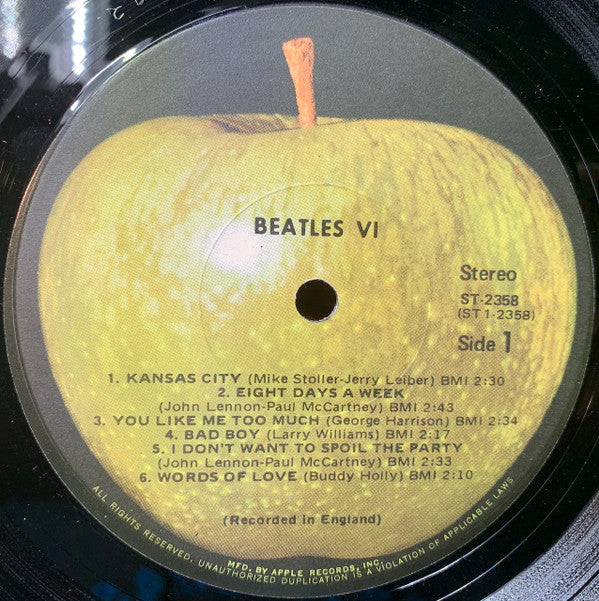 BEATLES VI
Stereo
ST-2358
(ST 1-2358)
Side 1
1. KANSAS CITY (Mike Stoller-Jerry Leiber) BMI 2:30
2. EIGHT DAYS A WEEK
(John Lennon-Paul McCartney) BMI 2:43
3. YOU LIKE ME TOO MUCH (George Harrison) BMI 2:34
4. BAD BOY (Larry Williams) BMI 2:17
5. I DON'T WANT TO SPOIL THE PARTY
(John Lennon-Paul McCartney) BMI 2:33
6. WORDS OF LOVE (Buddy Holly) BMI 2:10
(Recorded in England)
MFD. BY APPLE RECORDS, INC.
ALL RIGHTS RESERVED. UNAUTHORIZED DUPLICATION IS A VIOLATION OF APPLICABLE LAWS